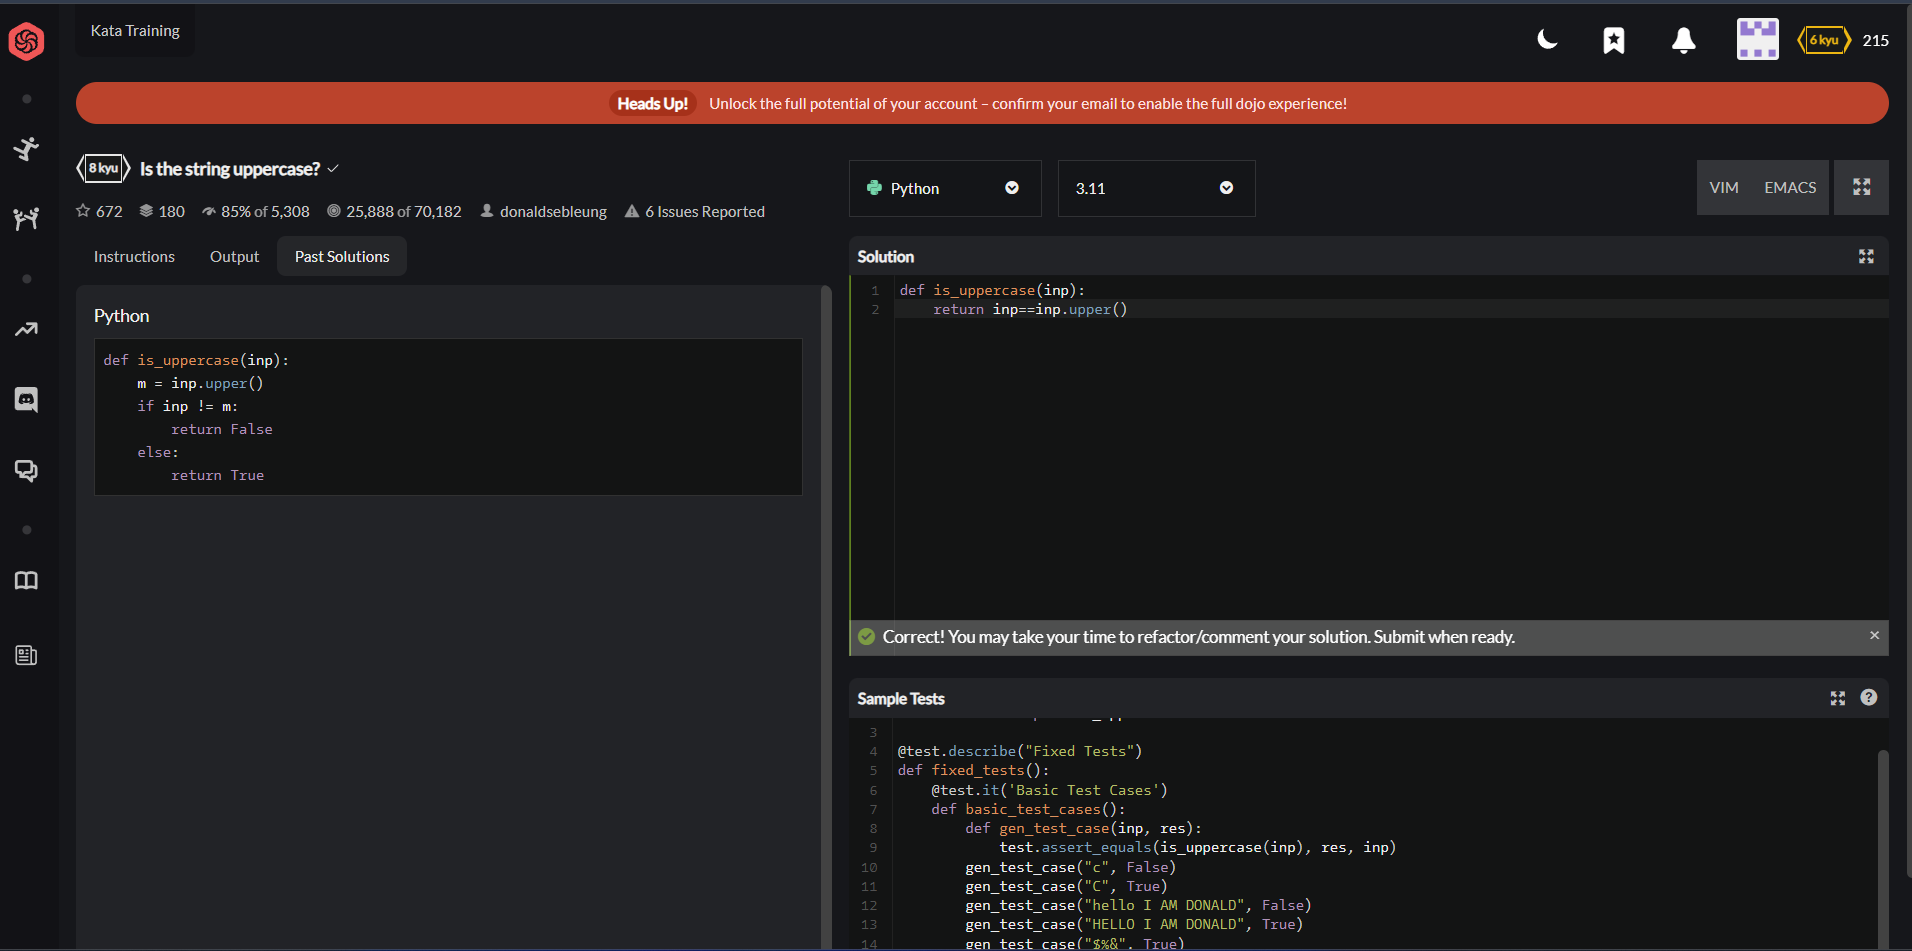 Kata Training
6 kyu 215
Heads Up! Unlock the full potential of your account – confirm your email to enable the full dojo experience!
8 kyu Is the string uppercase?
672 180 85% of 5,308 25,888 of 70,182 donaldsebleung 6 Issues Reported
Instructions Output Past Solutions
Python
def is_uppercase(inp):
    m = inp.upper()
    if inp != m:
        return False
    else:
        return True
Python 3.11 VIM EMACS
Solution
1 def is_uppercase(inp):
2     return inp==inp.upper()
Correct! You may take your time to refactor/comment your solution. Submit when ready. ×
Sample Tests ?
3
4 @test.describe("Fixed Tests")
5 def fixed_tests():
6     @test.it('Basic Test Cases')
7     def basic_test_cases():
8         def gen_test_case(inp, res):
9             test.assert_equals(is_uppercase(inp), res, inp)
10         gen_test_case("c", False)
11         gen_test_case("C", True)
12         gen_test_case("hello I AM DONALD", False)
13         gen_test_case("HELLO I AM DONALD", True)
14         gen_test_case("$%&", True)